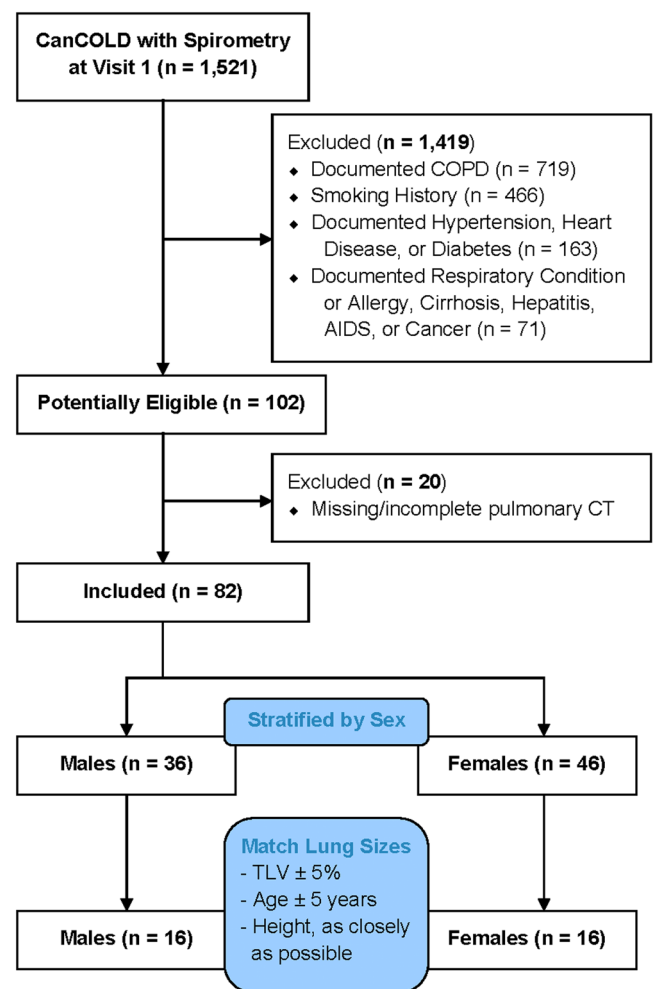 CanCOLD with Spirometry
at Visit 1 (n = 1,521)
Excluded (n = 1,419)
⬥ Documented COPD (n = 719)
⬥ Smoking History (n = 466)
⬥ Documented Hypertension, Heart
Disease, or Diabetes (n = 163)
⬥ Documented Respiratory Condition
or Allergy, Cirrhosis, Hepatitis,
AIDS, or Cancer (n = 71)
Potentially Eligible (n = 102)
Excluded (n = 20)
⬥ Missing/incomplete pulmonary CT
Included (n = 82)
Stratified by Sex
Males (n = 36)
Females (n = 46)
Match Lung Sizes
- TLV ± 5%
- Age ± 5 years
- Height, as closely
as possible
Males (n = 16)
Females (n = 16)